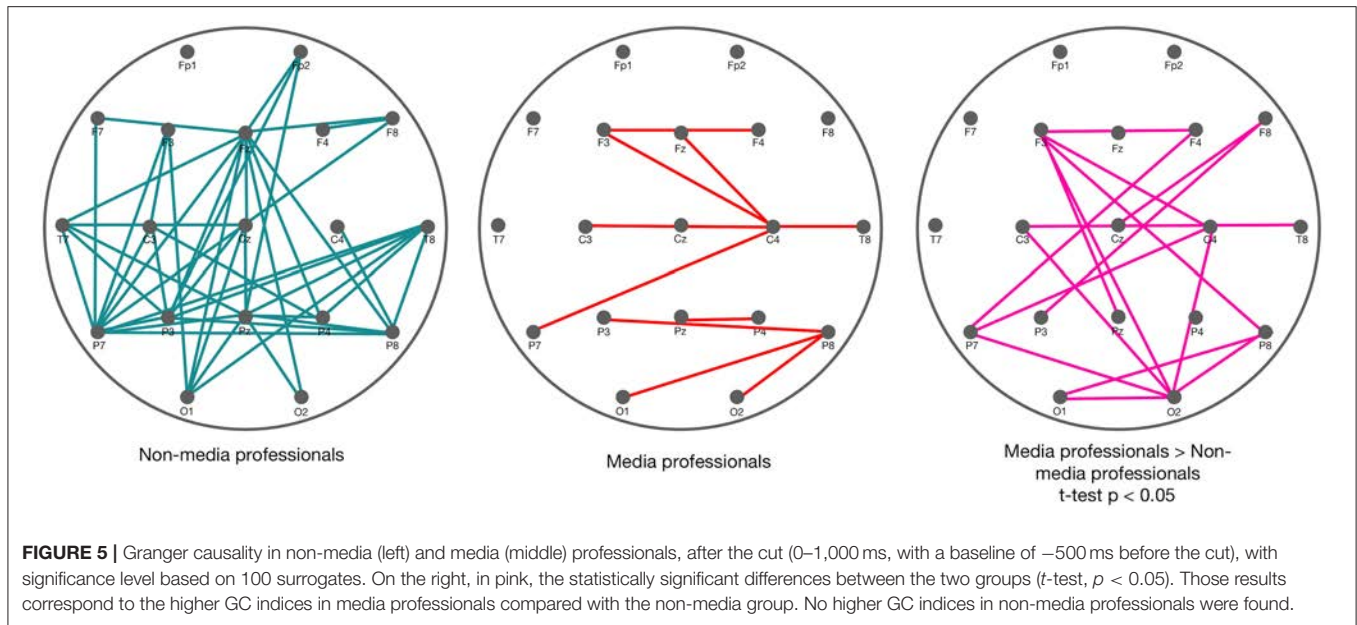 Fp1 Fp2 Fp1 Fp2 Fp1 Fp2
F7 F3 Fz F4 F8 F7 F3 Fz F4 F8 F7 F3 Fz F4 F8
T7 C3 Cz C4 T8 T7 C3 Cz C4 T8 T7 C3 Cz C4 T8
P7 P3 Pz P4 P8 P7 P3 Pz P4 P8 P7 P3 Pz P4 P8
O1 O2 O1 O2 O1 O2
Non-media professionals
Media professionals
Media professionals > Non-
media professionals
t-test p < 0.05
FIGURE 5 | Granger causality in non-media (left) and media (middle) professionals, after the cut (0–1,000 ms, with a baseline of −500 ms before the cut), with
significance level based on 100 surrogates. On the right, in pink, the statistically significant differences between the two groups (t-test, p < 0.05). Those results
correspond to the higher GC indices in media professionals compared with the non-media group. No higher GC indices in non-media professionals were found.